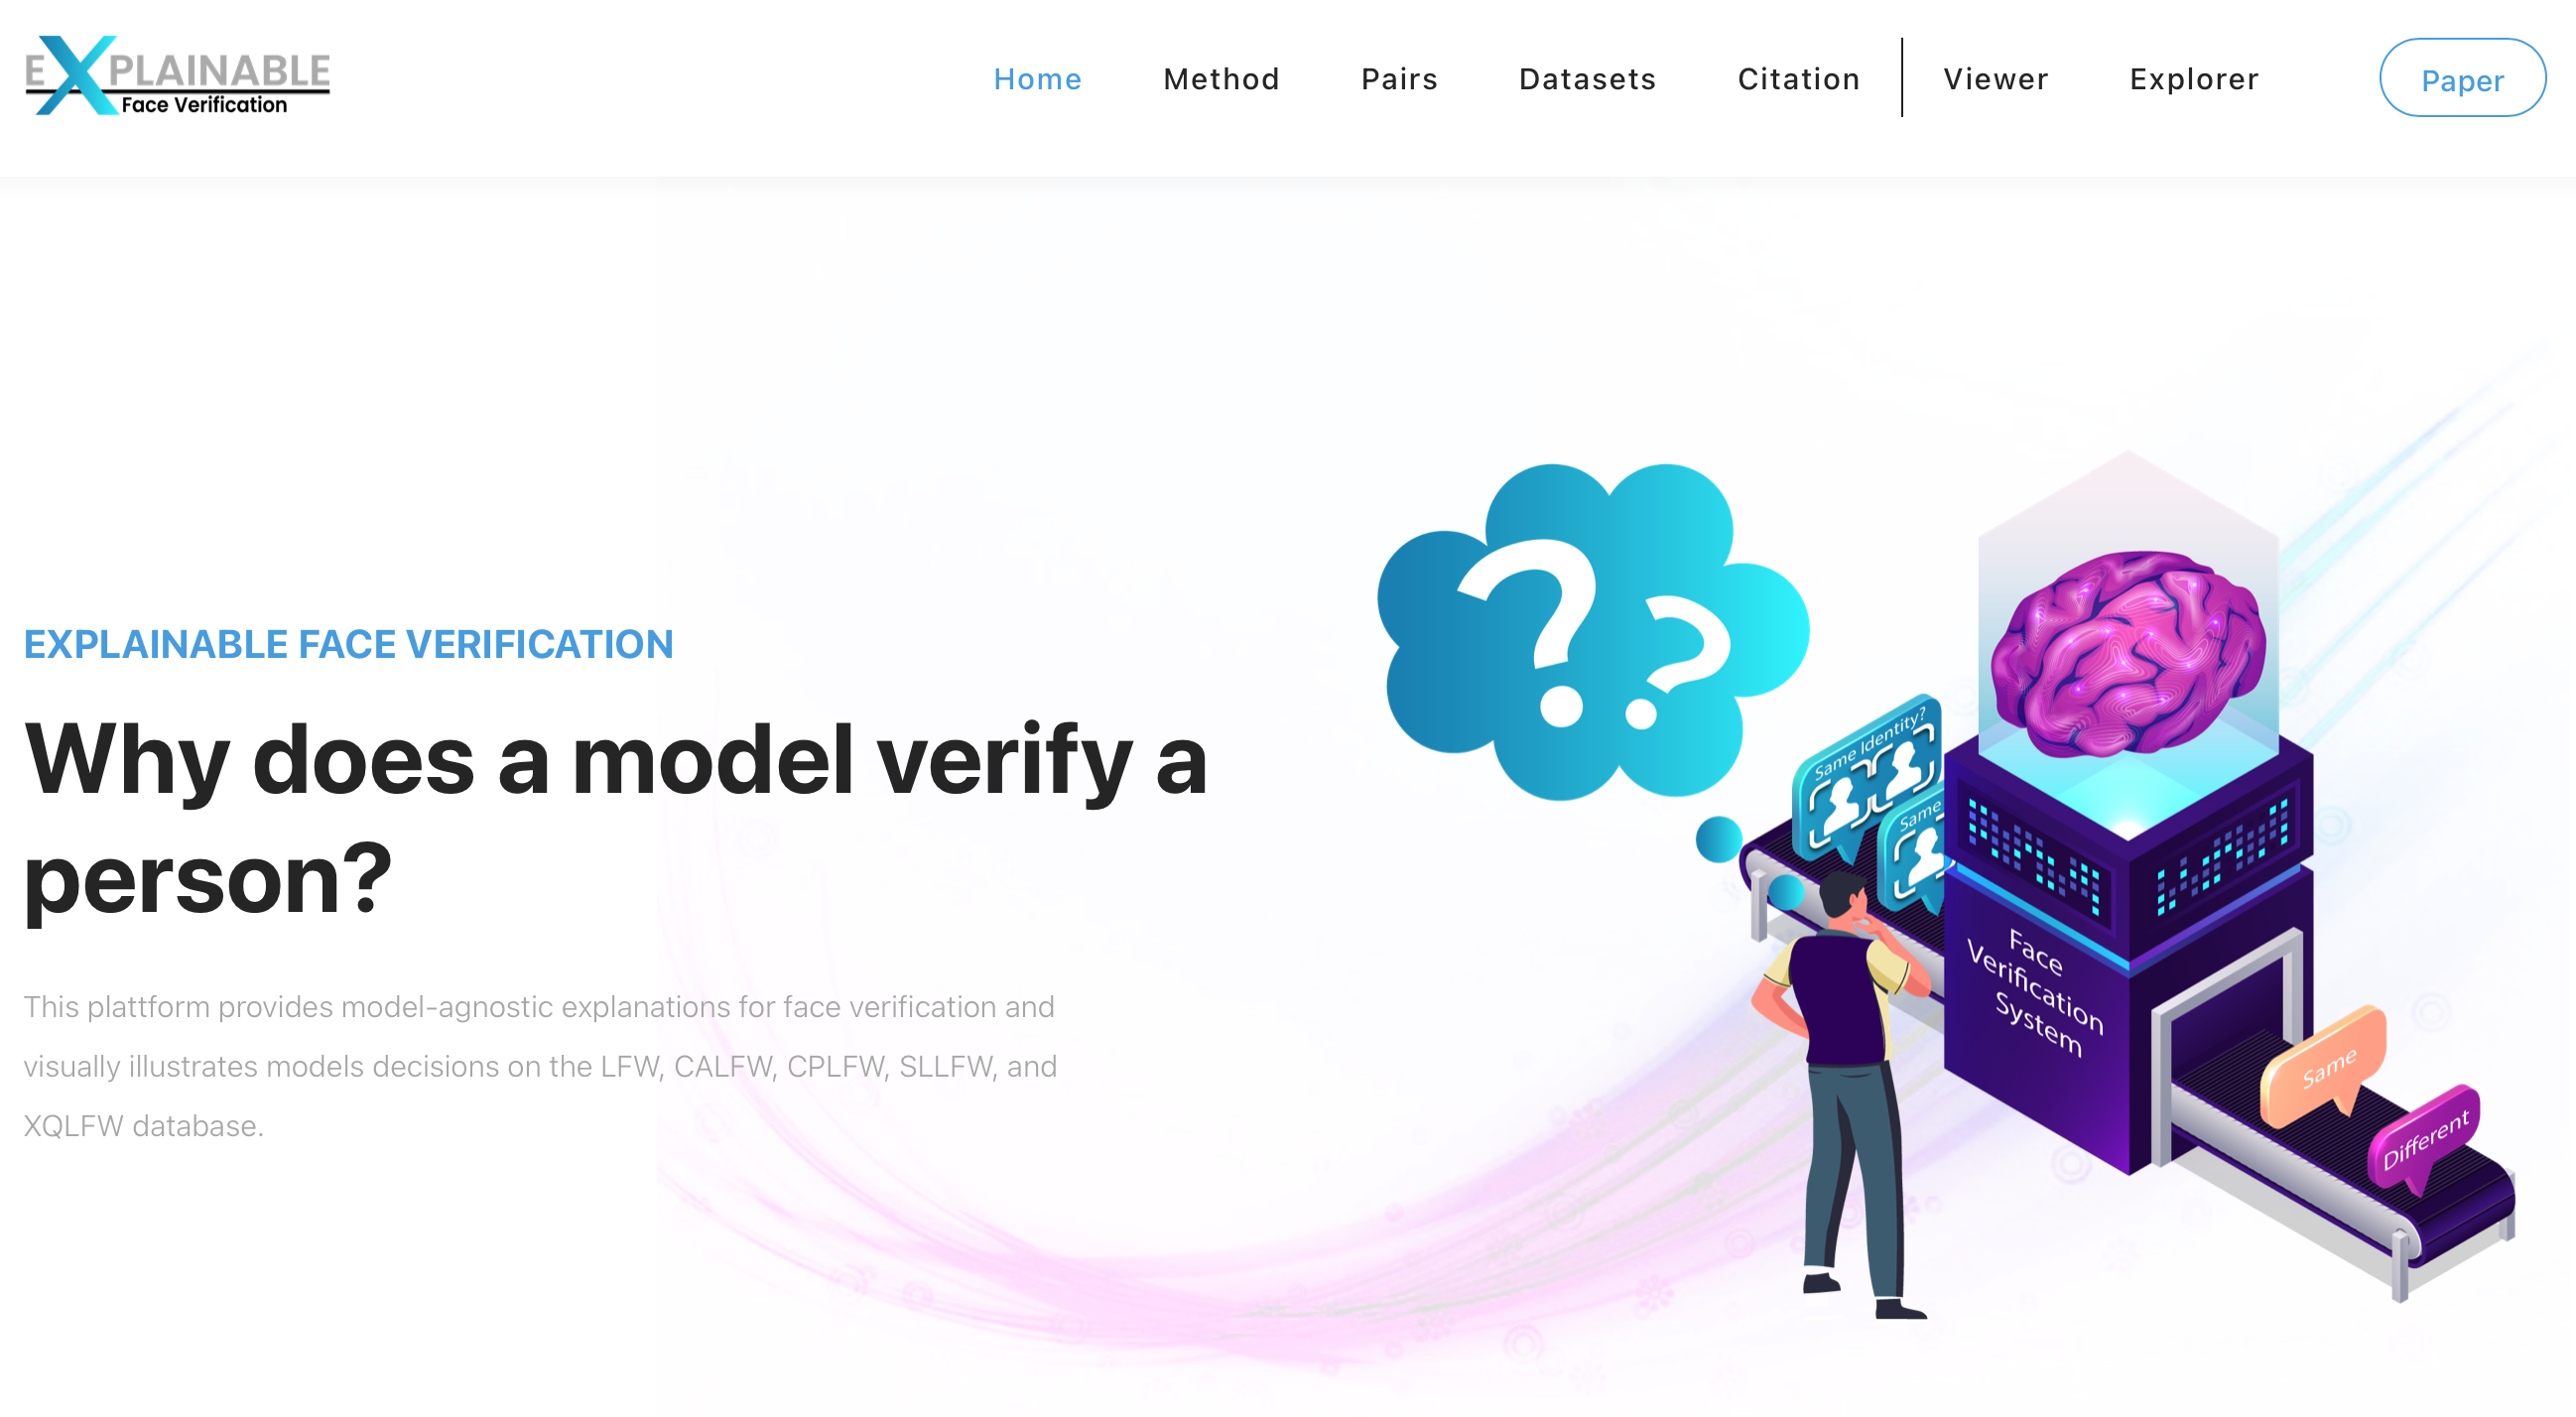 EXPLAINABLE
Face Verification
Home
Method
Pairs
Datasets
Citation
Viewer
Explorer
Paper
EXPLAINABLE FACE VERIFICATION
Why does a model verify a
person?
This plattform provides model-agnostic explanations for face verification and
visually illustrates models decisions on the LFW, CALFW, CPLFW, SLLFW, and
XQLFW database.
? ?
Same Identity?
Same
Face
Verification
System
Same
Different